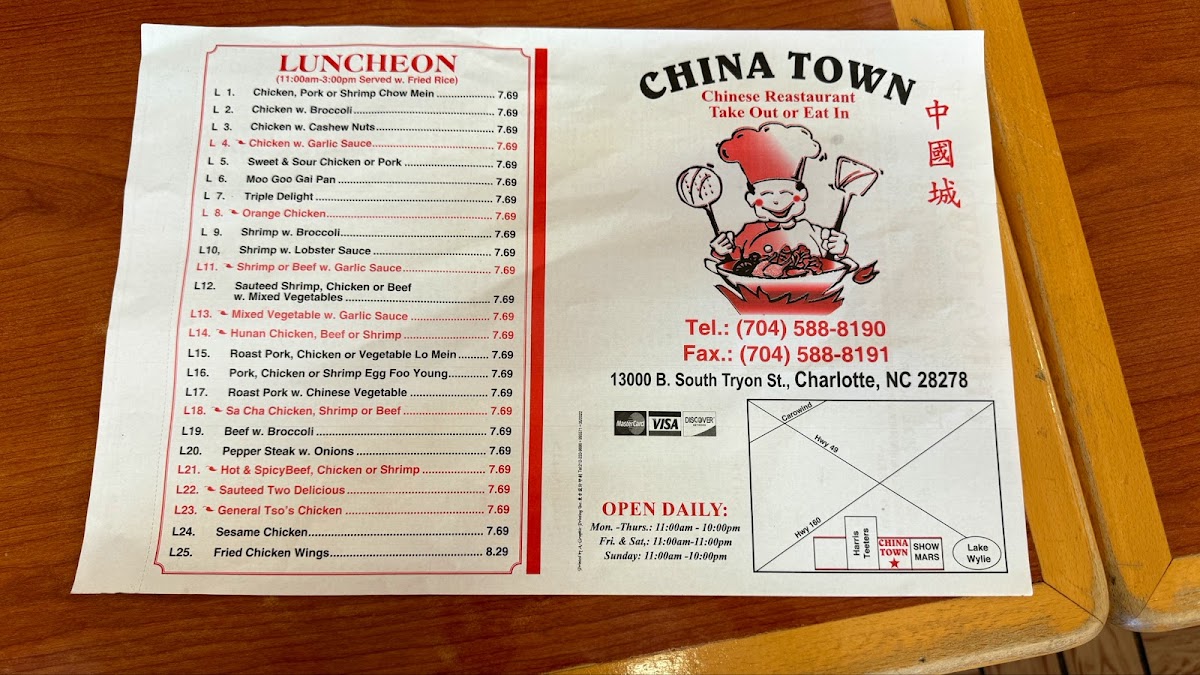 LUNCHEON
(11:00am-3:00pm Served w. Fried Rice)
L 1. Chicken, Pork or Shrimp Chow Mein 7.69
L 2. Chicken w. Broccoli 7.69
L 3. Chicken w. Cashew Nuts 7.69
L 4. Chicken w. Garlic Sauce 7.69
L 5. Sweet & Sour Chicken or Pork 7.69
L 6. Moo Goo Gai Pan 7.69
L 7. Triple Delight 7.69
L 8. Orange Chicken 7.69
L 9. Shrimp w. Broccoli 7.69
L10, Shrimp w. Lobster Sauce 7.69
L11. Shrimp or Beef w. Garlic Sauce 7.69
L12. Sauteed Shrimp, Chicken or Beef
w. Mixed Vegetables 7.69
L13. Mixed Vegetable w. Garlic Sauce 7.69
L14. Hunan Chicken, Beef or Shrimp 7.69
L15. Roast Pork, Chicken or Vegetable Lo Mein 7.69
L16. Pork, Chicken or Shrimp Egg Foo Young 7.69
L17. Roast Pork w. Chinese Vegetable 7.69
L18. Sa Cha Chicken, Shrimp or Beef 7.69
L19. Beef w. Broccoli 7.69
L20. Pepper Steak w. Onions 7.69
L21. Hot & SpicyBeef, Chicken or Shrimp 7.69
L22. Sauteed Two Delicious 7.69
L23. General Tso's Chicken 7.69
L24. Sesame Chicken 7.69
L25. Fried Chicken Wings 8.29
CHINA TOWN
Chinese Reastaurant
Take Out or Eat In
中國城
Tel.: (704) 588-8190
Fax.: (704) 588-8191
13000 B. South Tryon St., Charlotte, NC 28278
MasterCard VISA DISCOVER
OPEN DAILY:
Mon. -Thurs.: 11:00am - 10:00pm
Fri. & Sat,: 11:00am-11:00pm
Sunday: 11:00am -10:00pm
Carowind
Hwy 49
Hwy 160
Harris
Teeters
CHINA
TOWN
SHOW
MARS
Lake
Wylie